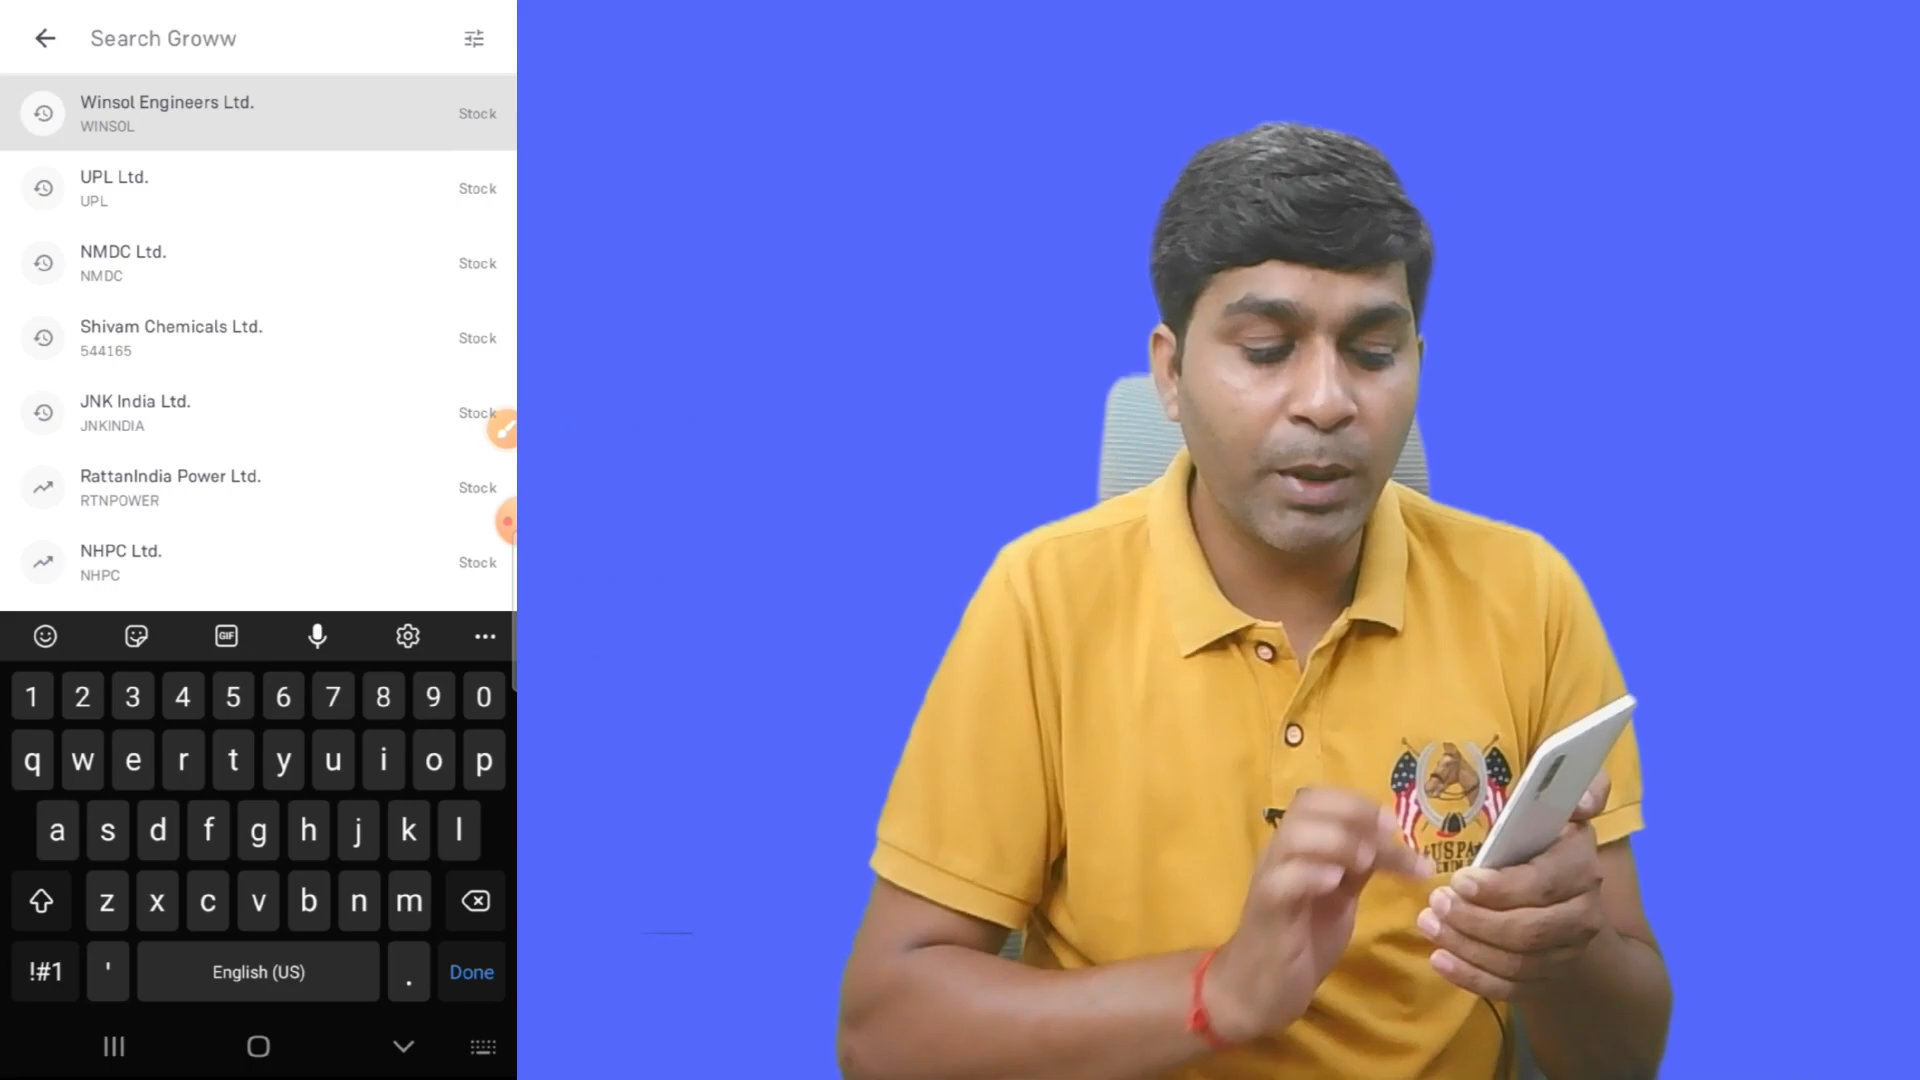 Search Groww
Winsol Engineers Ltd.
WINSOL
Stock
UPL Ltd.
UPL
Stock
NMDC Ltd.
NMDC
Stock
Shivam Chemicals Ltd.
544165
Stock
JNK India Ltd.
JNKINDIA
Stock
RattanIndia Power Ltd.
RTNPOWER
Stock
NHPC Ltd.
NHPC
Stock
GIF
1 2 3 4 5 6 7 8 9 0
q w e r t y u i o p
a s d f g h j k l
z x c v b n m
!#1 ' English (US) . Done
USPA